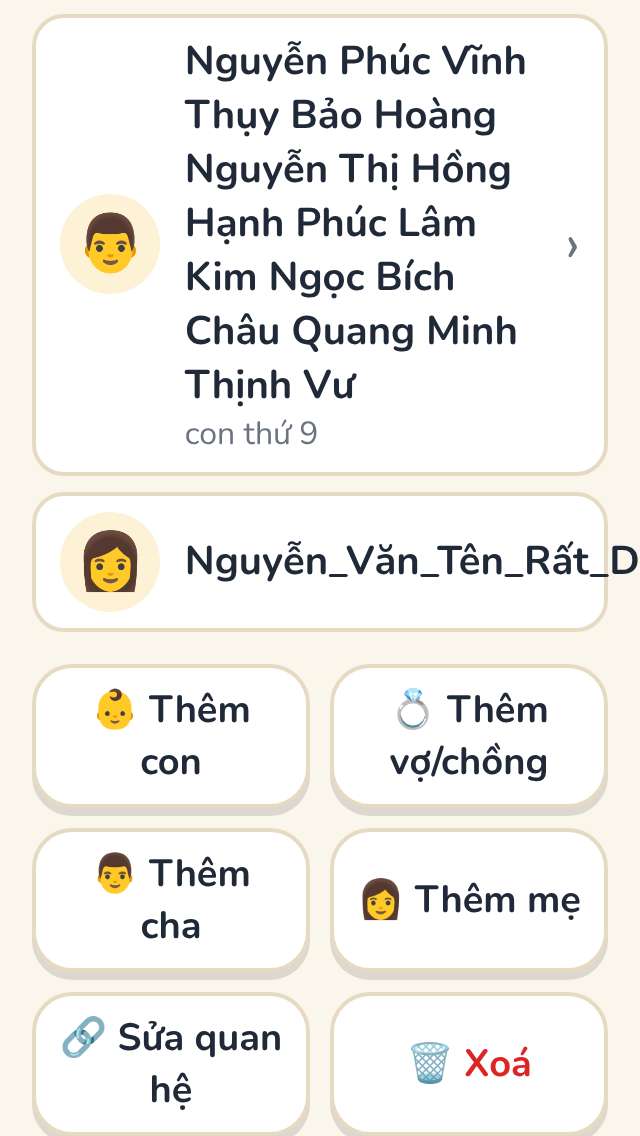 Nguyễn Phúc Vĩnh
Thụy Bảo Hoàng
Nguyễn Thị Hồng
Hạnh Phúc Lâm
Kim Ngọc Bích
Châu Quang Minh
Thịnh Vư
con thứ 9
Nguyễn_Văn_Tên_Rất_D
Thêm
con
Thêm
vợ/chồng
Thêm
cha
Thêm mẹ
Sửa quan
hệ
Xoá